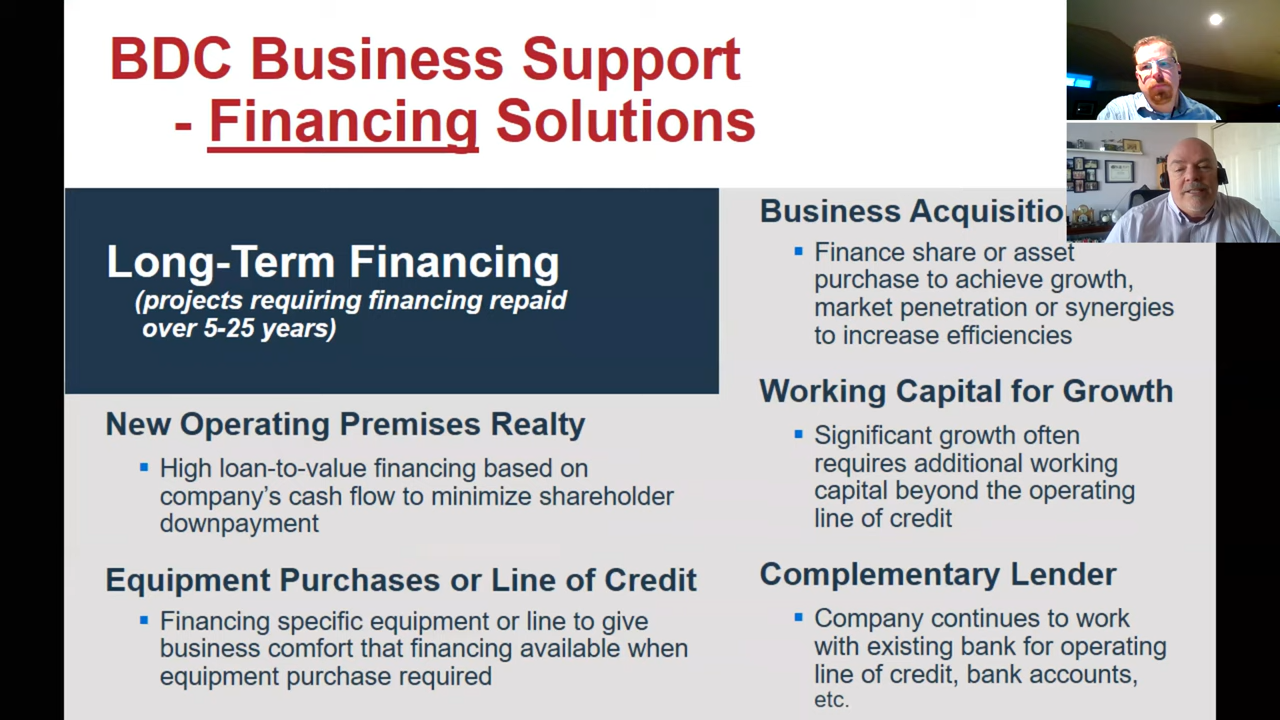 BDC Business Support
- Financing Solutions
Long-Term Financing
(projects requiring financing repaid
over 5-25 years)
New Operating Premises Realty
▪ High loan-to-value financing based on
company's cash flow to minimize shareholder
downpayment
Equipment Purchases or Line of Credit
▪ Financing specific equipment or line to give
business comfort that financing available when
equipment purchase required
Business Acquisitio
▪ Finance share or asset
purchase to achieve growth,
market penetration or synergies
to increase efficiencies
Working Capital for Growth
▪ Significant growth often
requires additional working
capital beyond the operating
line of credit
Complementary Lender
▪ Company continues to work
with existing bank for operating
line of credit, bank accounts,
etc.